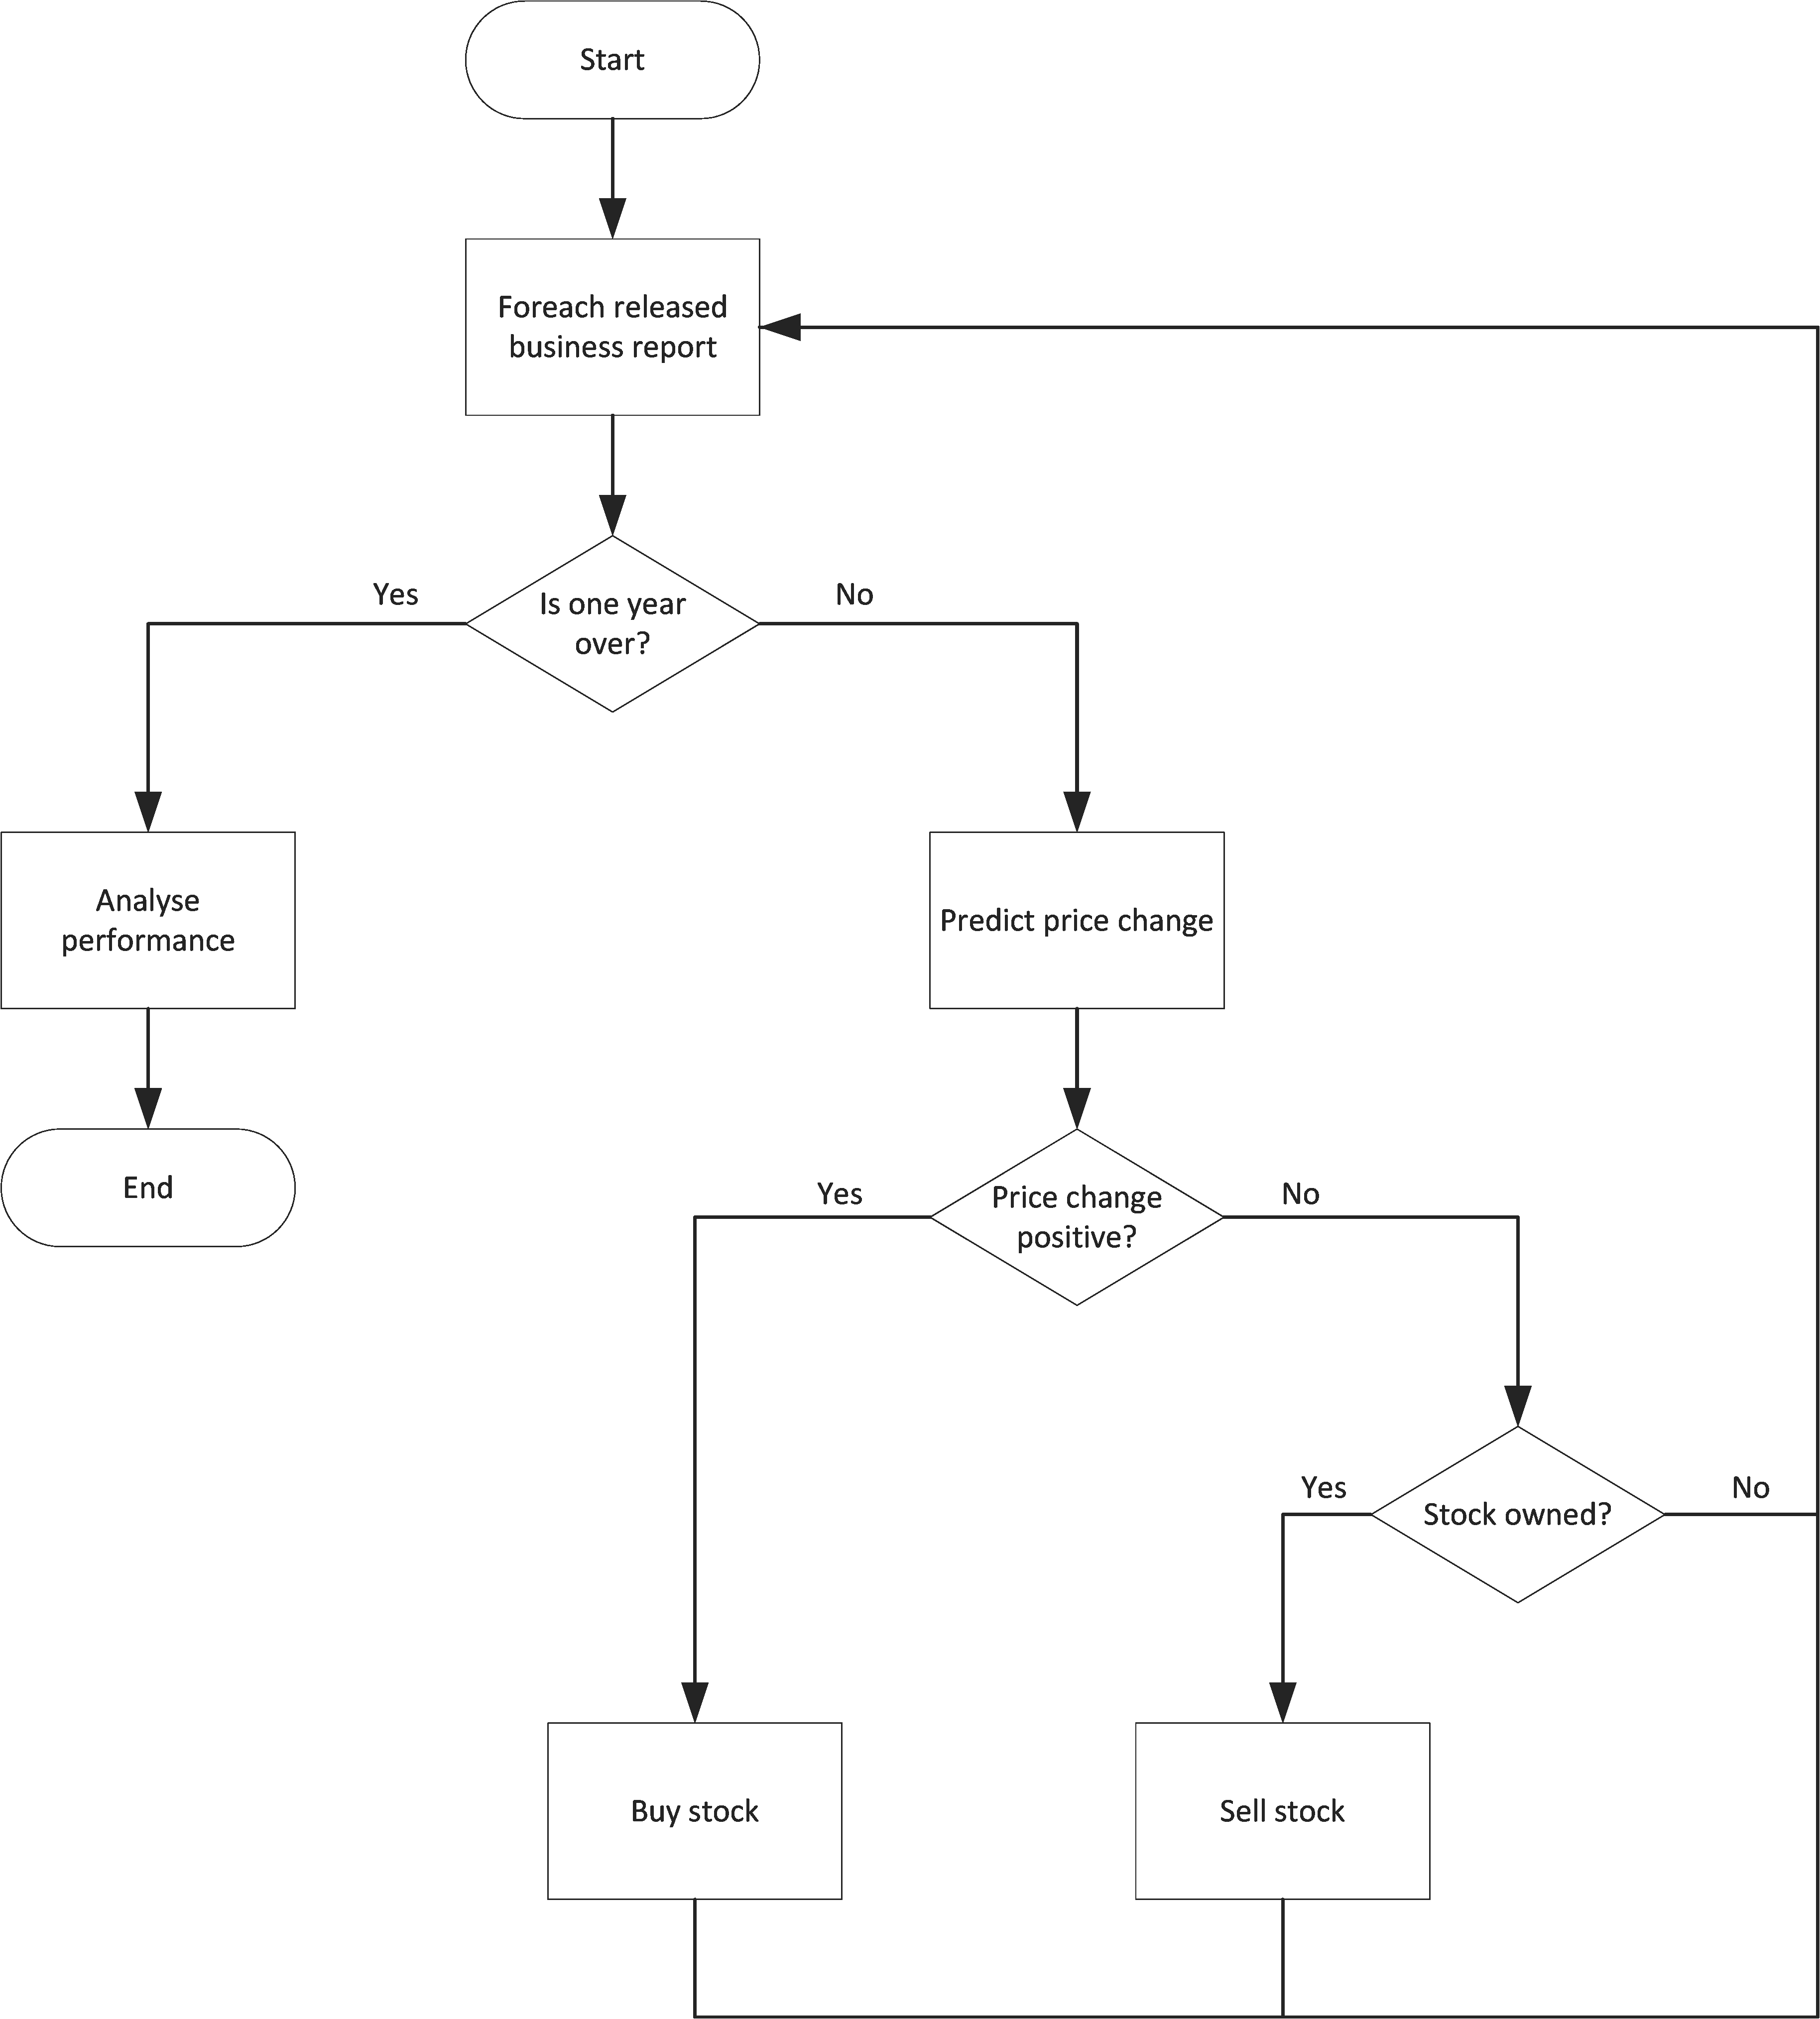 Start
Foreach released
business report
Yes
No
Is one year
over?
Analyse
performance
Predict price change
End
Yes
No
Price change
positive?
Yes
No
Stock owned?
Buy stock
Sell stock